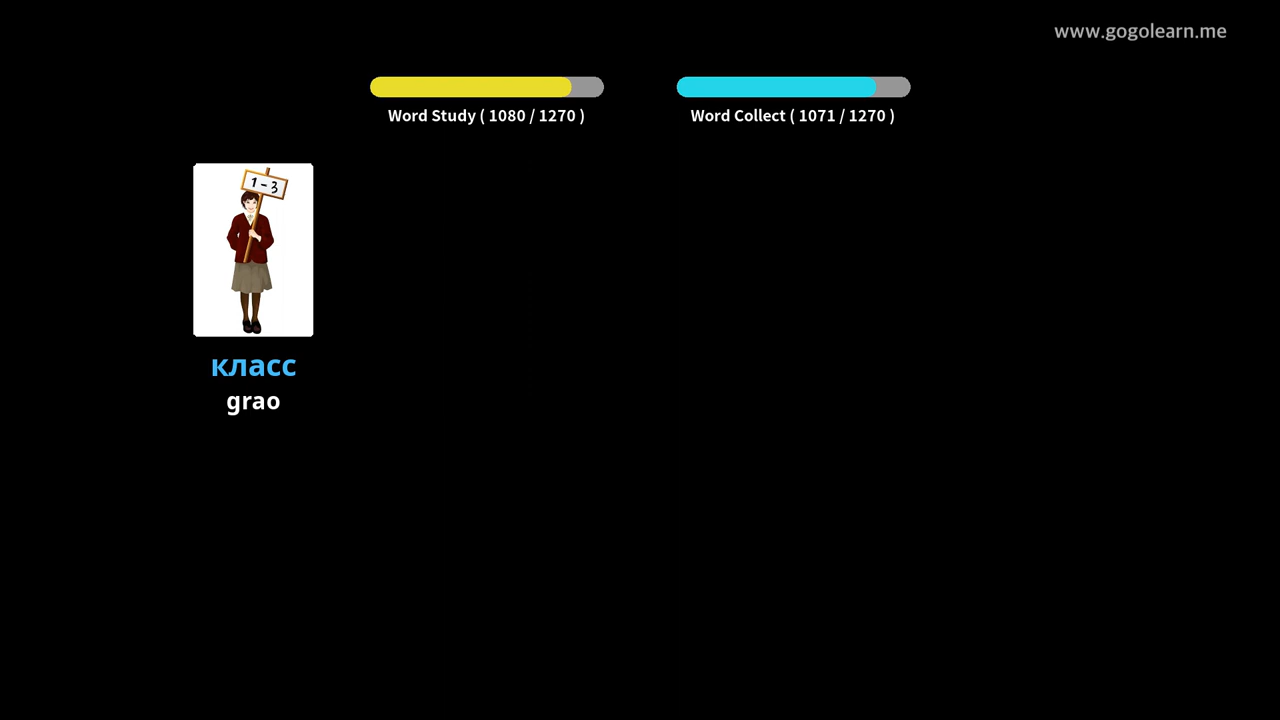 www.gogolearn.me
Word Study ( 1080 / 1270 )
Word Collect ( 1071 / 1270 )
1 - 3
класс
grao